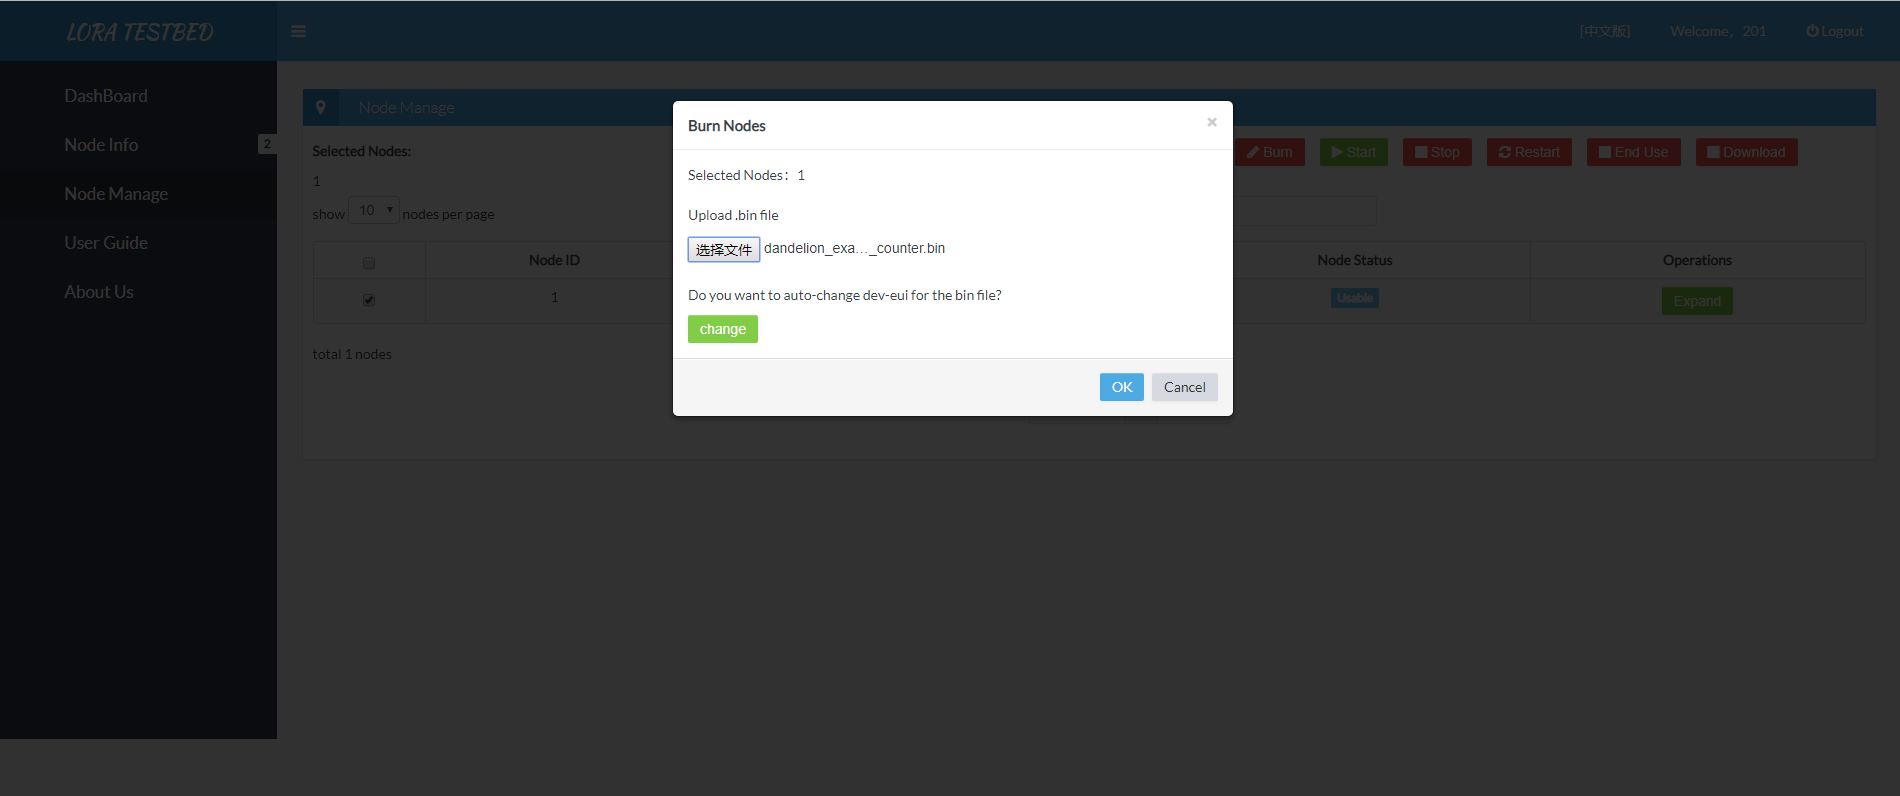 LORA TESTBED
[中文版]
Welcome，201
Logout
DashBoard
Node Info
2
Node Manage
User Guide
About Us
Node Manage
Selected Nodes:
1
Burn
Start
Stop
Restart
End Use
Download
show 10 nodes per page
Node ID
Node Status
Operations
1
Usable
Expand
total 1 nodes
Burn Nodes
×
Selected Nodes：1
Upload .bin file
选择文件 dandelion_exa…_counter.bin
Do you want to auto-change dev-eui for the bin file?
change
OK
Cancel